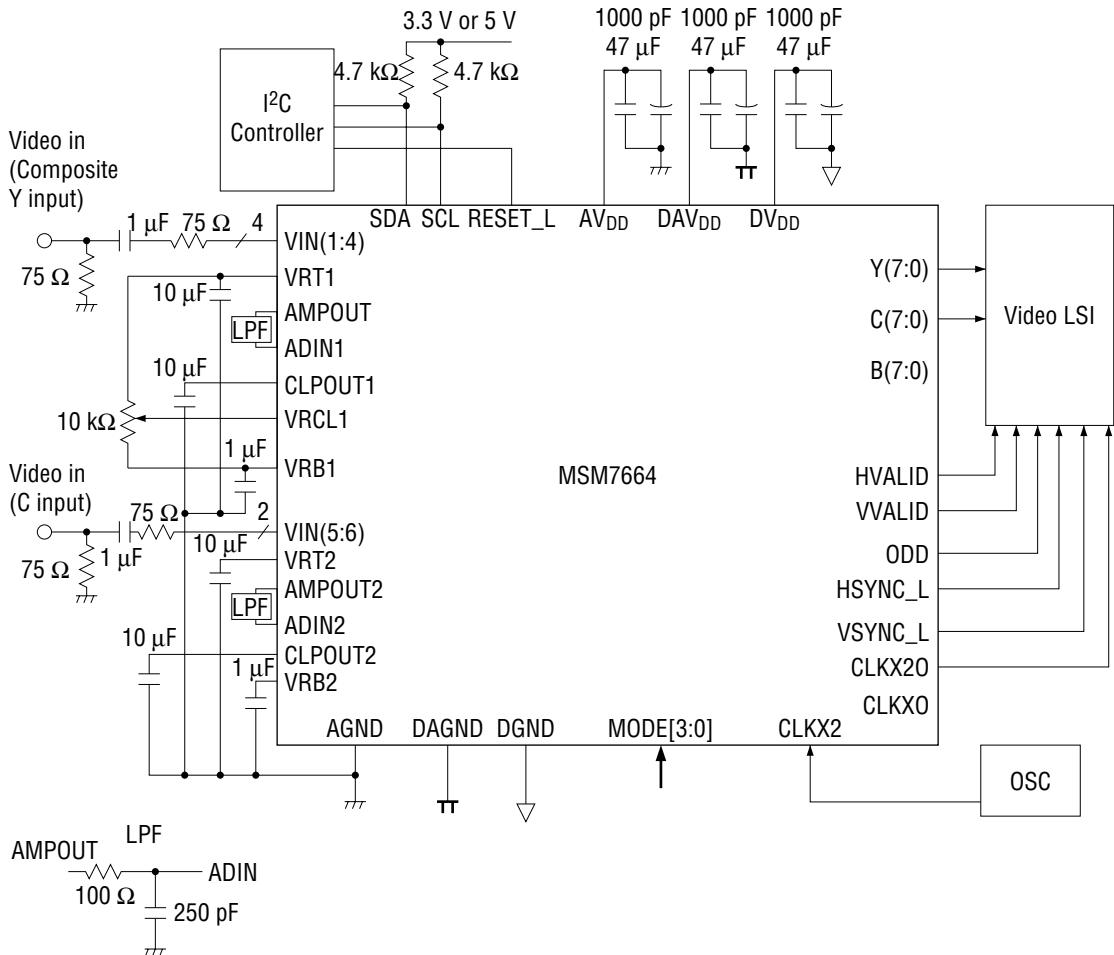 3.3 V or 5 V
1000 pF 1000 pF 1000 pF
47 µF 47 µF 47 µF
4.7 kΩ 4.7 kΩ
I²C
Controller
Video in
(Composite
Y input)
1 µF 75 Ω 4
75 Ω
SDA SCL RESET_L AVDD DAVDD DVDD
VIN(1:4)
VRT1
10 µF
AMPOUT
LPF
ADIN1
10 µF
CLPOUT1
10 kΩ
VRCL1
1 µF
VRB1
Video in
(C input)
75 Ω 2
VIN(5:6)
75 Ω
1 µF
10 µF
VRT2
AMPOUT2
LPF
ADIN2
10 µF
CLPOUT2
1 µF
VRB2
MSM7664
Y(7:0)
C(7:0)
B(7:0)
Video LSI
HVALID
VVALID
ODD
HSYNC_L
VSYNC_L
CLKX2O
CLKXO
AGND DAGND DGND MODE[3:0] CLKX2
OSC
LPF
AMPOUT
ADIN
100 Ω
250 pF